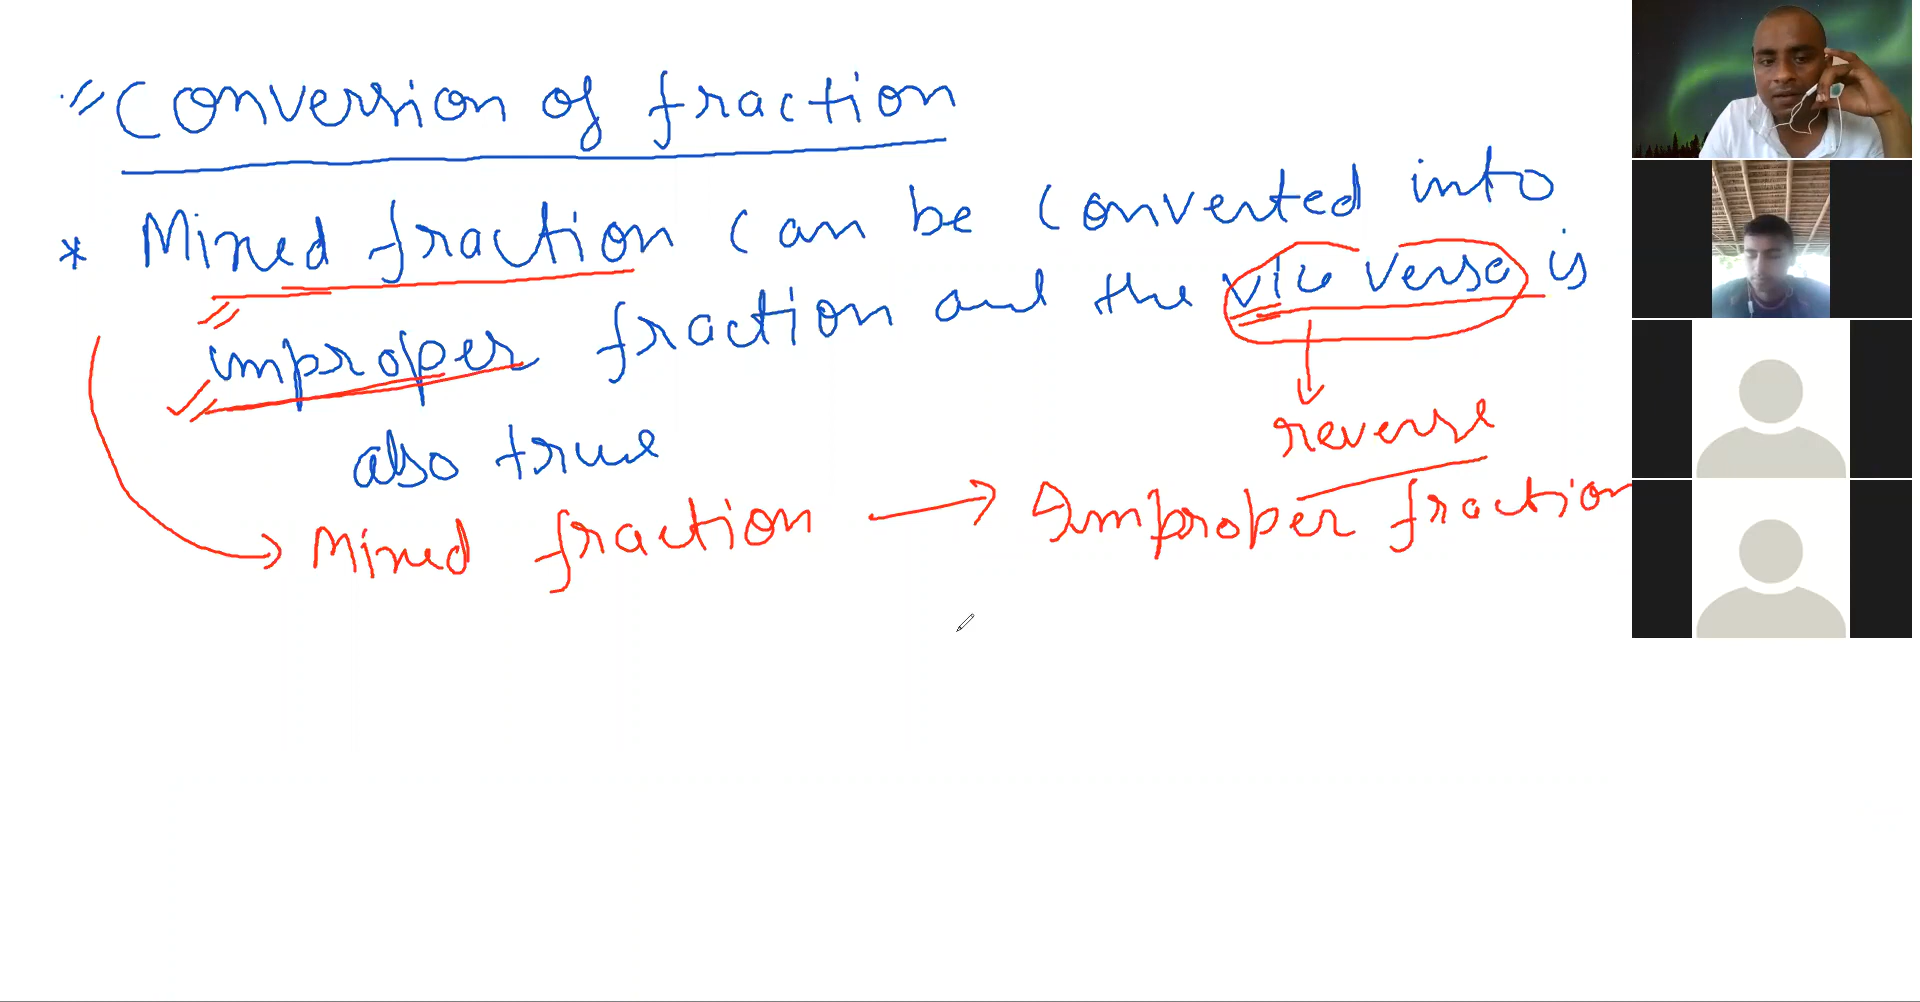 Conversion of fraction
* Mixed fraction can be converted into
improper fraction and the vice versa is
also true
reverse
Mixed fraction → Improper fraction